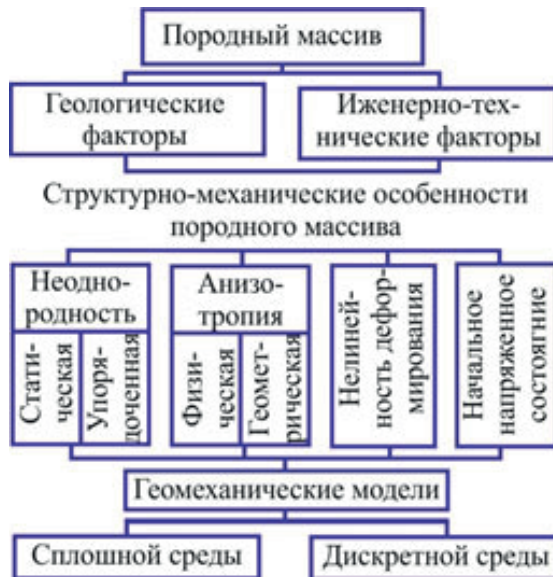 Породный массив
Геологические
факторы
Иженерно-тех-
нические факторы
Структурно-механические особенности
породного массива
Неодно-
родность
Стати-
ческая
Упоря-
доченная
Анизо-
тропия
Физи-
ческая
Геомет-
рическая
Нелиней-
ность дефор-
мирования
Начальное
напряженное
состоягние
Геомеханические модели
Сплошной среды
Дискретной среды